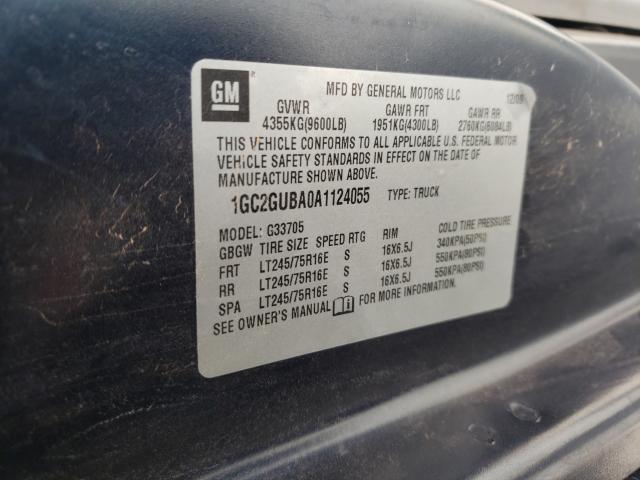 GM
MFD BY GENERAL MOTORS LLC 12/09
GVWR GAWR FRT GAWR RR
4355KG(9600LB) 1951KG(4300LB) 2760KG(6084LB)
THIS VEHICLE CONFORMS TO ALL APPLICABLE U.S. FEDERAL MOTOR
VEHICLE SAFETY STANDARDS IN EFFECT ON THE DATE OF
MANUFACTURE SHOWN ABOVE.
1GC2GUBA0A1124055 TYPE: TRUCK
MODEL: G33705
GBGW TIRE SIZE SPEED RTG RIM COLD TIRE PRESSURE
FRT LT245/75R16E S 16X6.5J 340KPA(50PSI)
RR LT245/75R16E S 16X6.5J 550KPA(80PSI)
SPA LT245/75R16E S 16X6.5J 550KPA(80PSI)
SEE OWNER'S MANUAL FOR MORE INFORMATION.